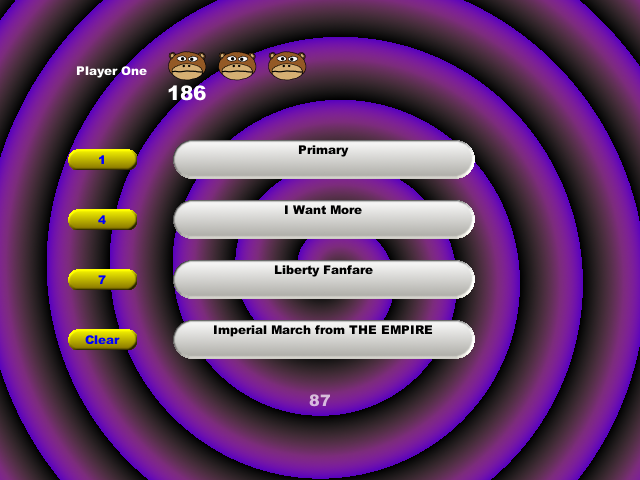 Player One
186
1
Primary
4
I Want More
7
Liberty Fanfare
Clear
Imperial March from THE EMPIRE
87